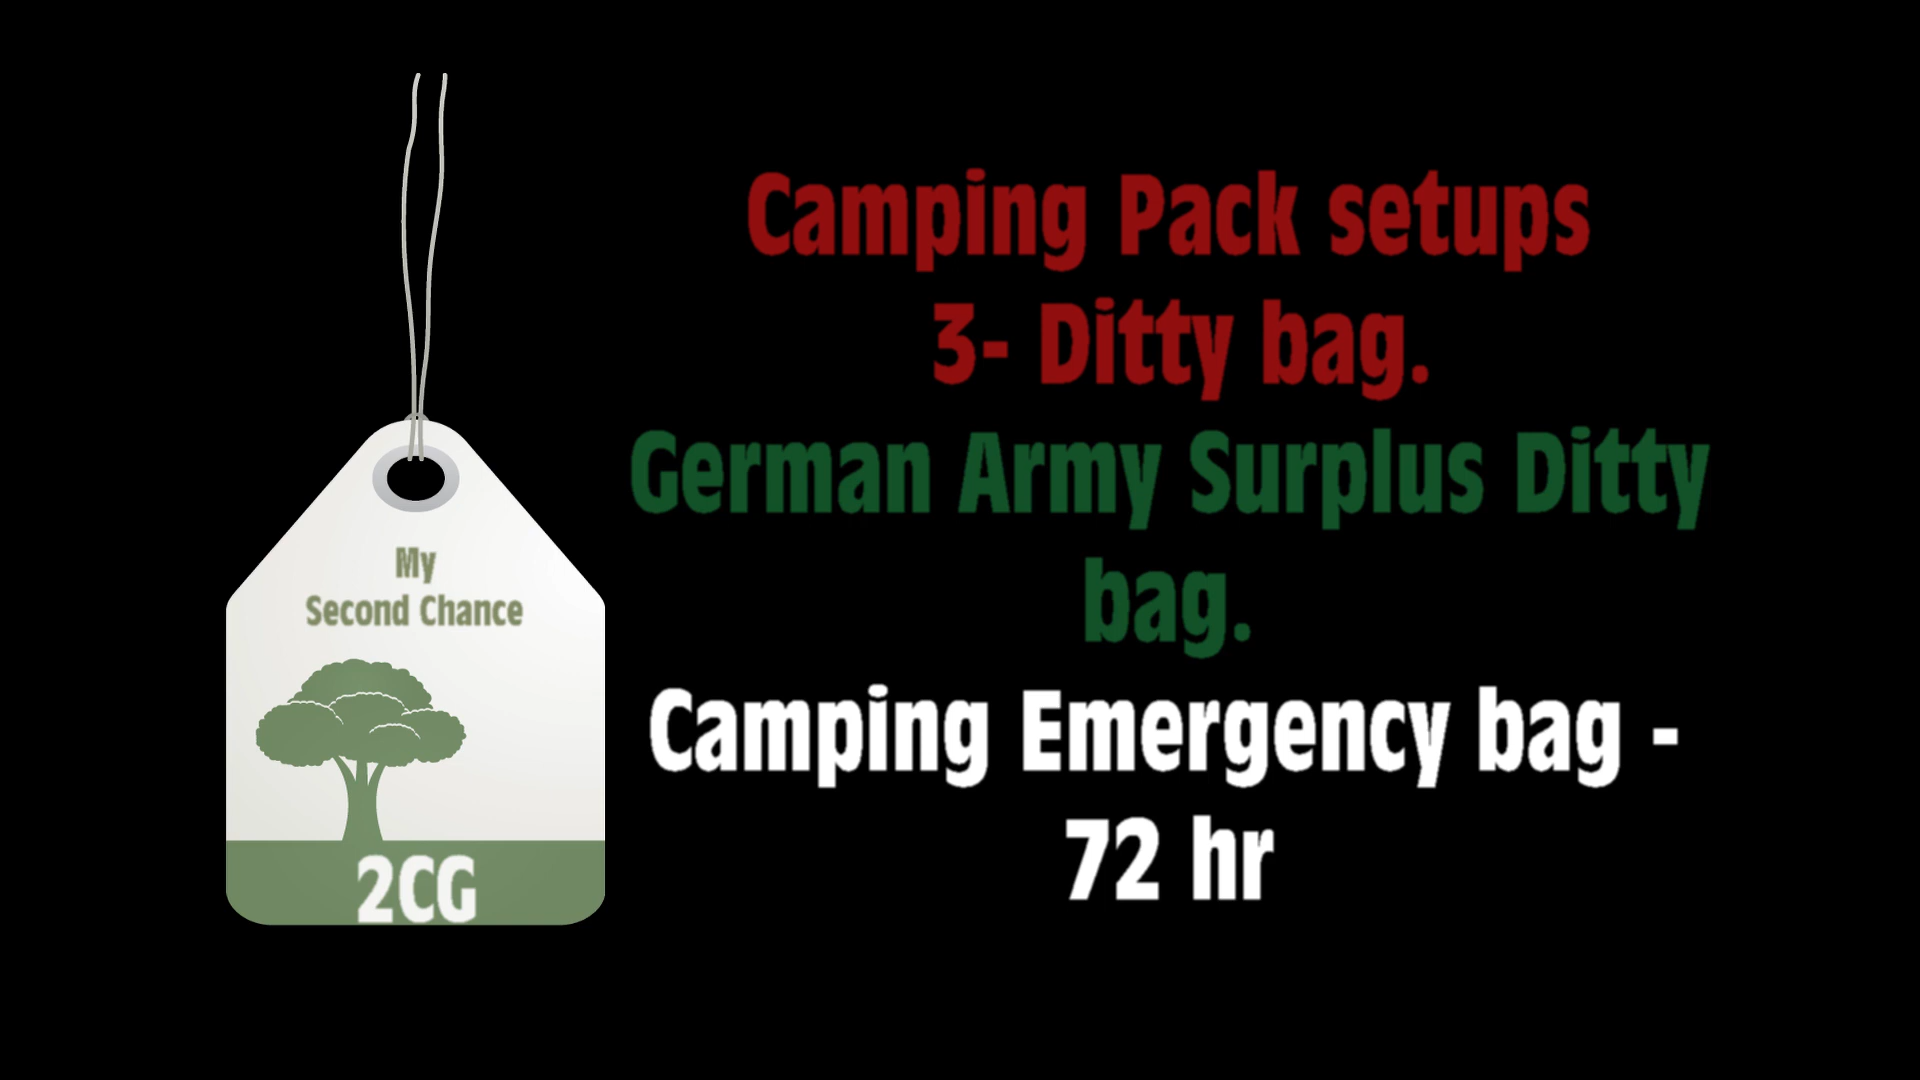 My
Second Chance
2CG
Camping Pack setups
3- Ditty bag.
German Army Surplus Ditty
bag.
Camping Emergency bag -
72 hr